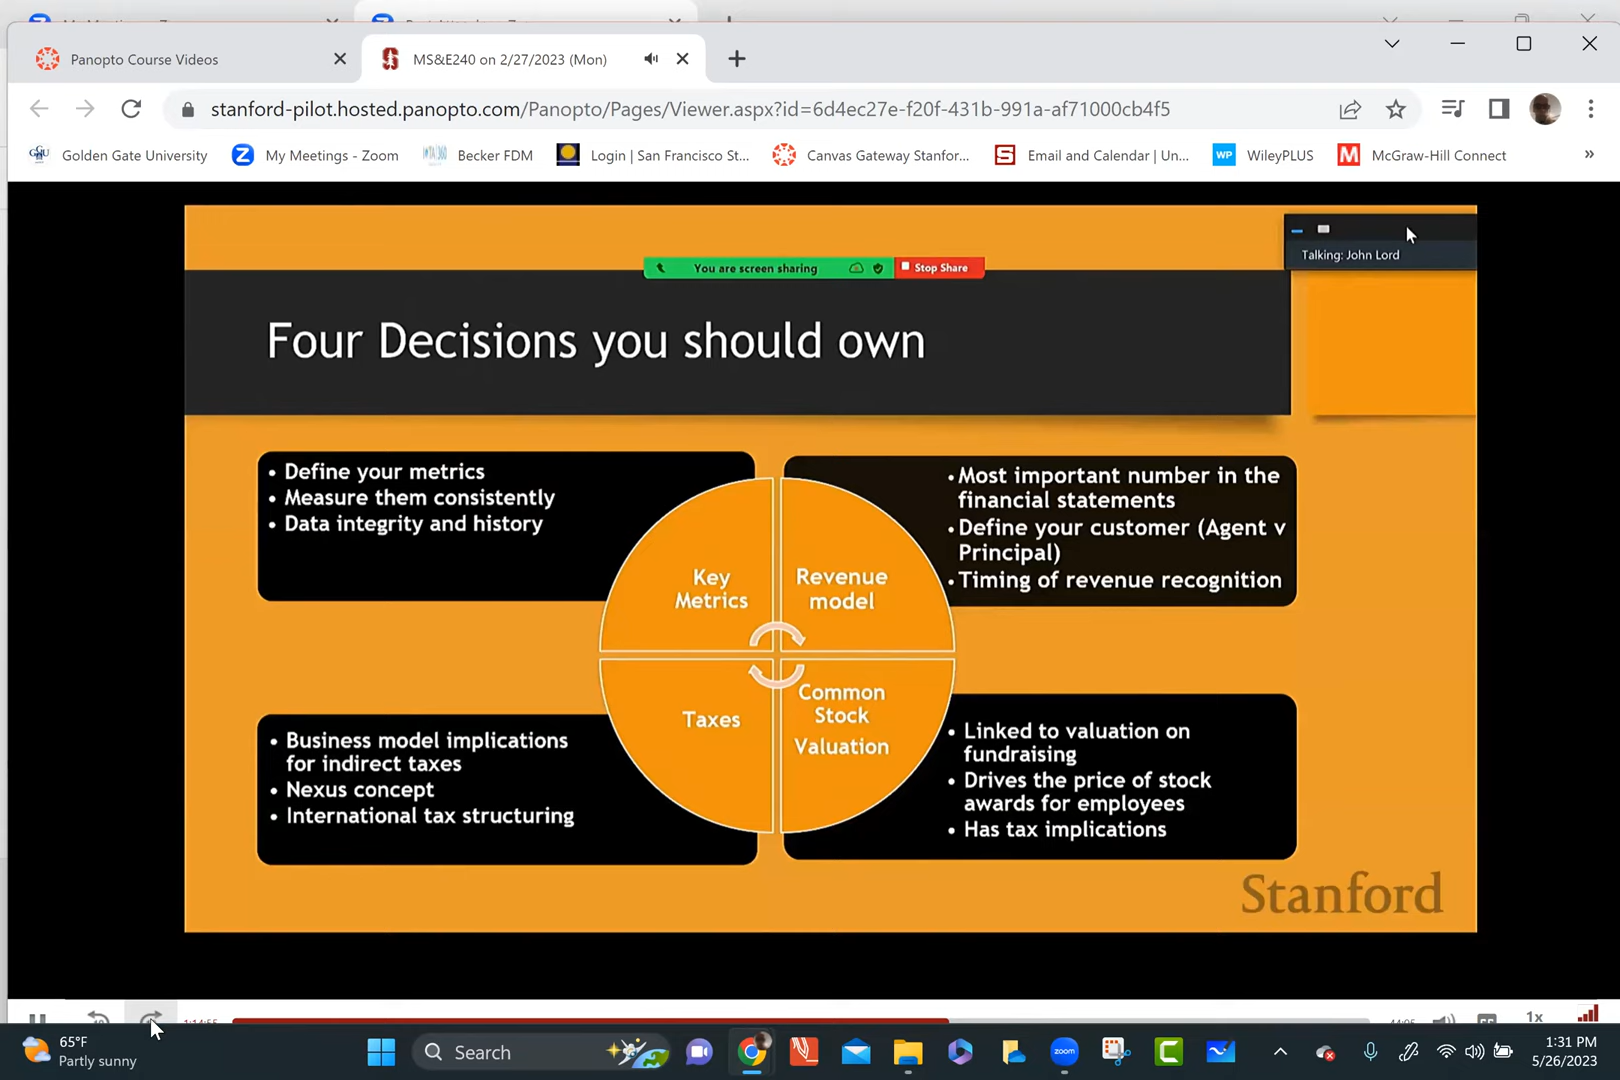 Panopto Course Videos
MS&E240 on 2/27/2023 (Mon)
stanford-pilot.hosted.panopto.com/Panopto/Pages/Viewer.aspx?id=6d4ec27e-f20f-431b-991a-af71000cb4f5
Golden Gate University
My Meetings - Zoom
Becker FDM
Login | San Francisco St...
Canvas Gateway Stanfor...
Email and Calendar | Un...
WP WileyPLUS
M McGraw-Hill Connect
»
Talking: John Lord
You are screen sharing
Stop Share
Four Decisions you should own
• Define your metrics
• Measure them consistently
• Data integrity and history
• Most important number in the
financial statements
• Define your customer (Agent v
Principal)
• Timing of revenue recognition
Key
Metrics
Revenue
model
Taxes
Common
Stock
Valuation
• Business model implications
for indirect taxes
• Nexus concept
• International tax structuring
• Linked to valuation on
fundraising
• Drives the price of stock
awards for employees
• Has tax implications
Stanford
1:14:55
44:05
1x
65°F
Partly sunny
Search
zoom
1:31 PM
5/26/2023